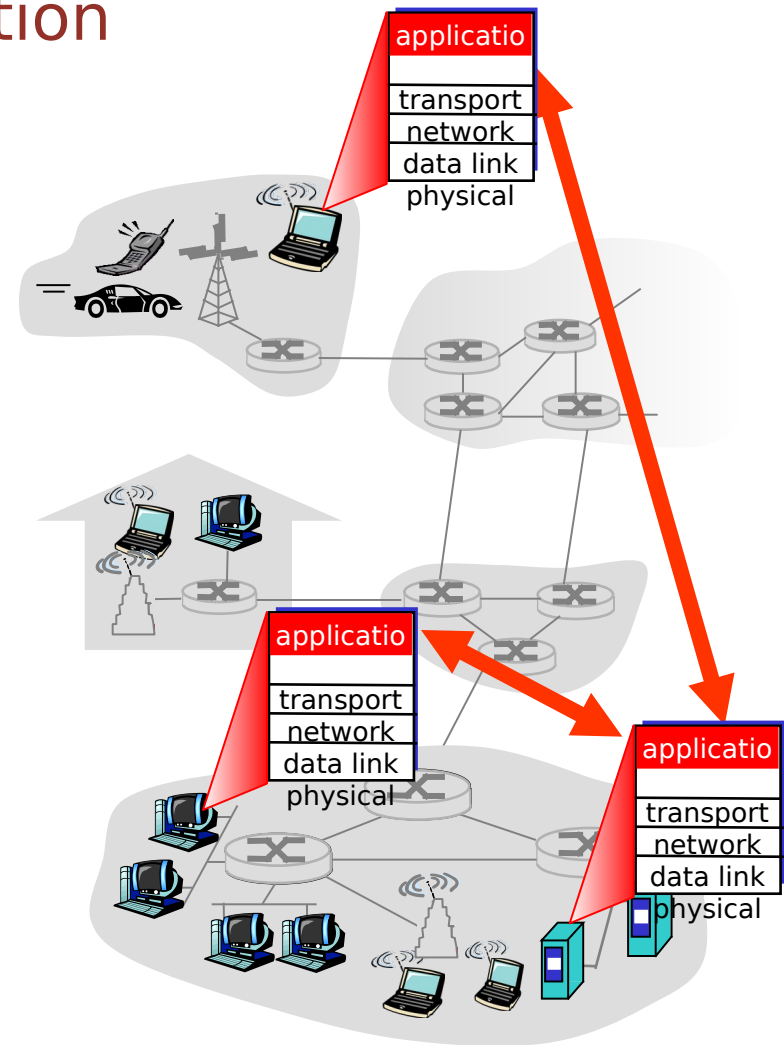 tion
applicatio
transport
network
data link
physical
applicatio
transport
network
data link
physical
applicatio
transport
network
data link
physical